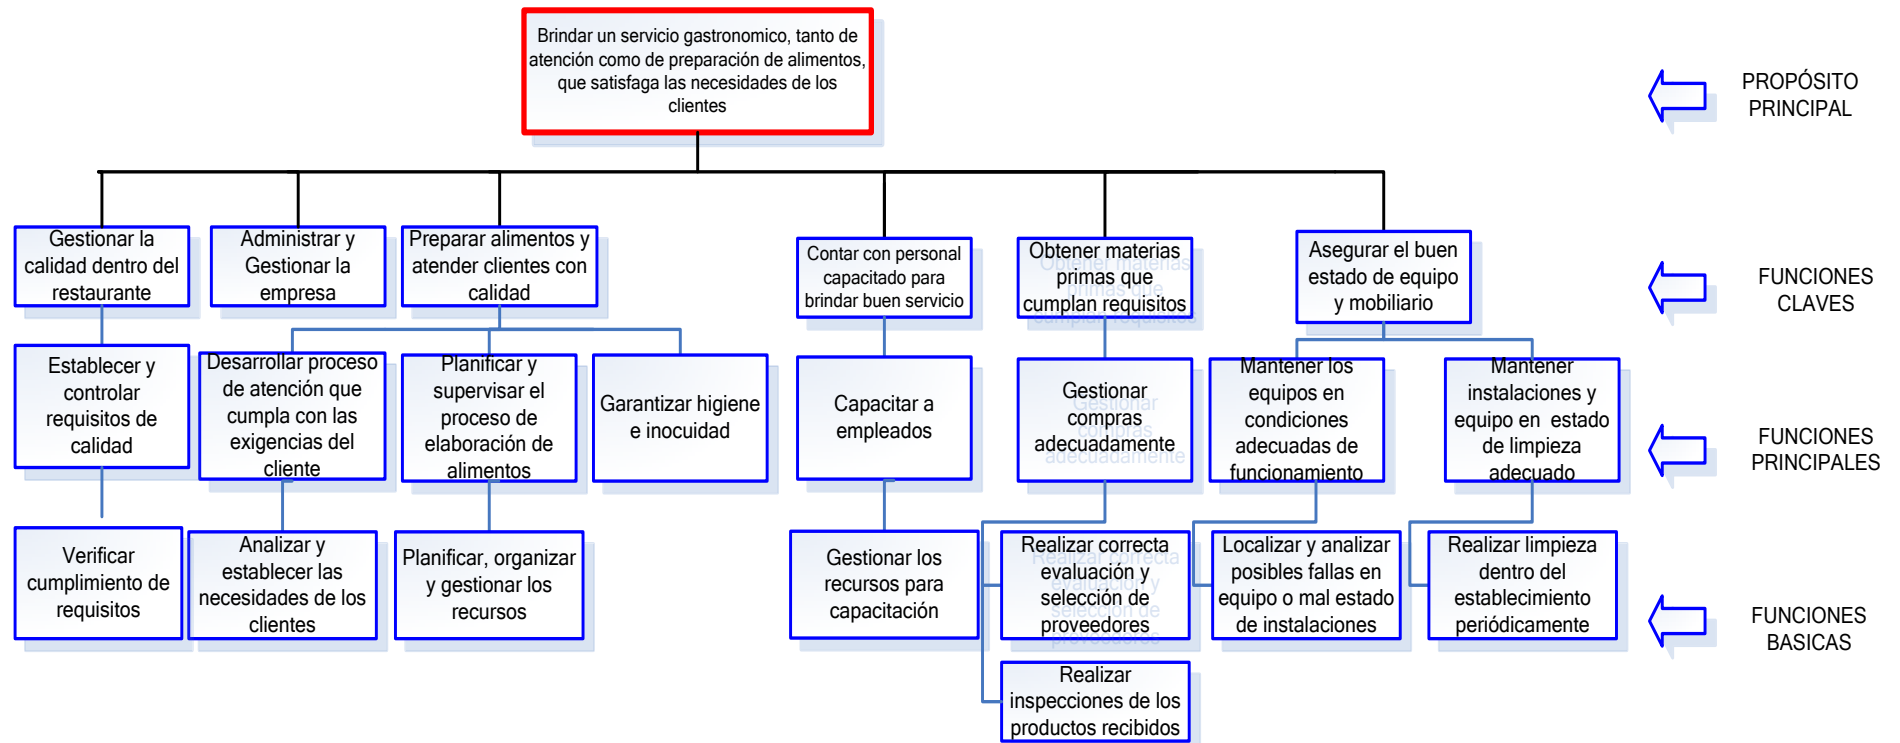 Brindar un servicio gastronomico, tanto de
atención como de preparación de alimentos,
que satisfaga las necesidades de los
clientes
PROPÓSITO
PRINCIPAL
Gestionar la
calidad dentro del
restaurante
Administrar y
Gestionar la
empresa
Preparar alimentos y
atender clientes con
calidad
Contar con personal
capacitado para
brindar buen servicio
Obtener materias
primas que
cumplan requisitos
Asegurar el buen
estado de equipo
y mobiliario
FUNCIONES
CLAVES
Establecer y
controlar
requisitos de
calidad
Desarrollar proceso
de atención que
cumpla con las
exigencias del
cliente
Planificar y
supervisar el
proceso de
elaboración de
alimentos
Garantizar higiene
e inocuidad
Capacitar a
empleados
Gestionar
compras
adecuadamente
Mantener los
equipos en
condiciones
adecuadas de
funcionamiento
Mantener
instalaciones y
equipo en estado
de limpieza
adecuado
FUNCIONES
PRINCIPALES
Verificar
cumplimiento de
requisitos
Analizar y
establecer las
necesidades de los
clientes
Planificar, organizar
y gestionar los
recursos
Gestionar los
recursos para
capacitación
Realizar correcta
evaluación y
selección de
proveedores
Localizar y analizar
posibles fallas en
equipo o mal estado
de instalaciones
Realizar limpieza
dentro del
establecimiento
periódicamente
FUNCIONES
BASICAS
Realizar
inspecciones de los
productos recibidos